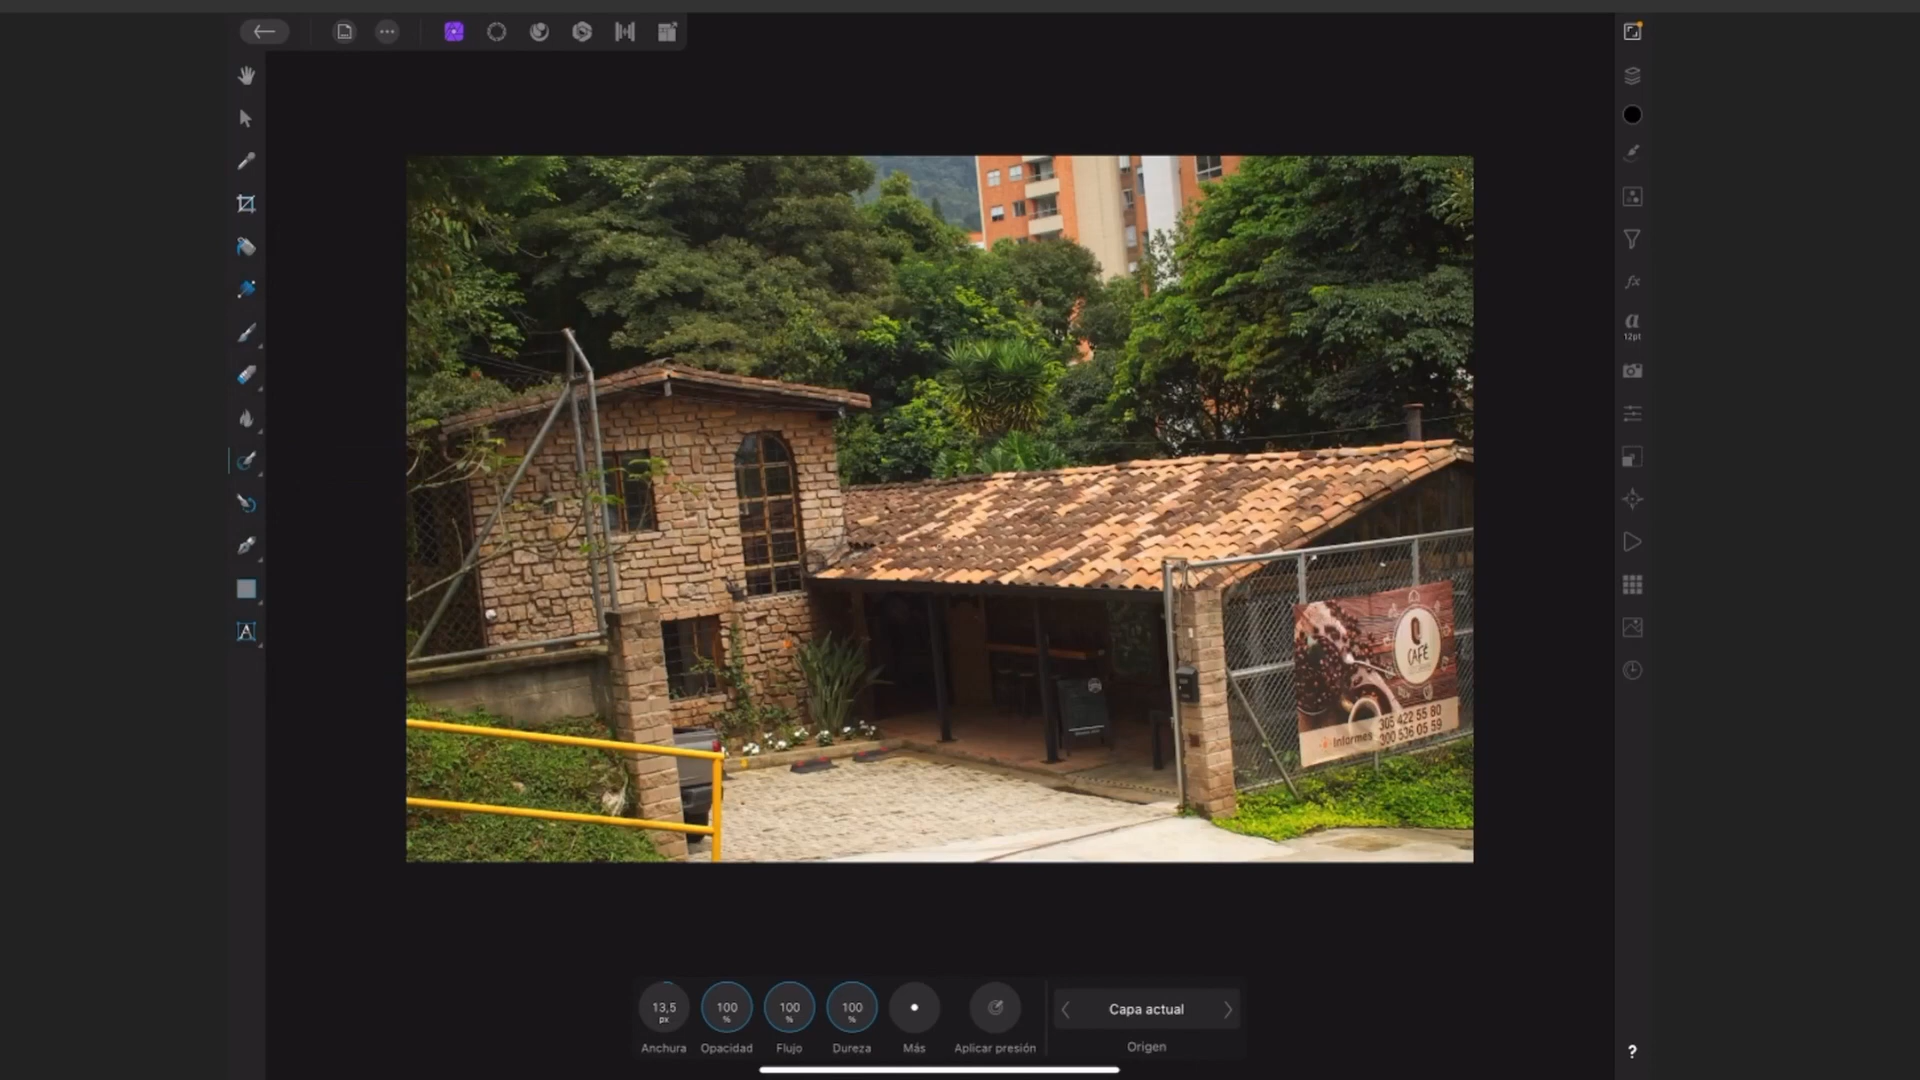 a
12pt
CAFÉ
305 422 55 80
Informes 300 536 05 59
A
13,5
px
100
%
100
%
100
%
Capa actual
Anchura
Opacidad
Flujo
Dureza
Más
Aplicar presión
Origen
?